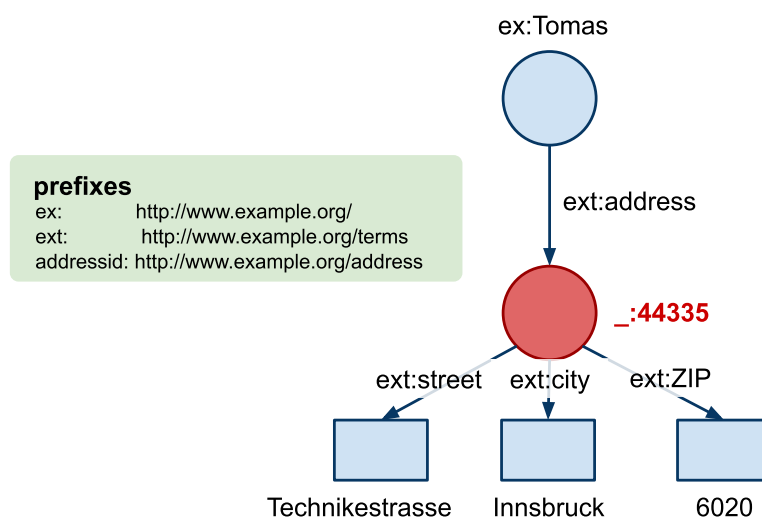 ex:Tomas
prefixes
ex: http://www.example.org/
ext: http://www.example.org/terms
addressid: http://www.example.org/address
ext:address
_:44335
ext:street ext:city ext:ZIP
Technikestrasse Innsbruck 6020